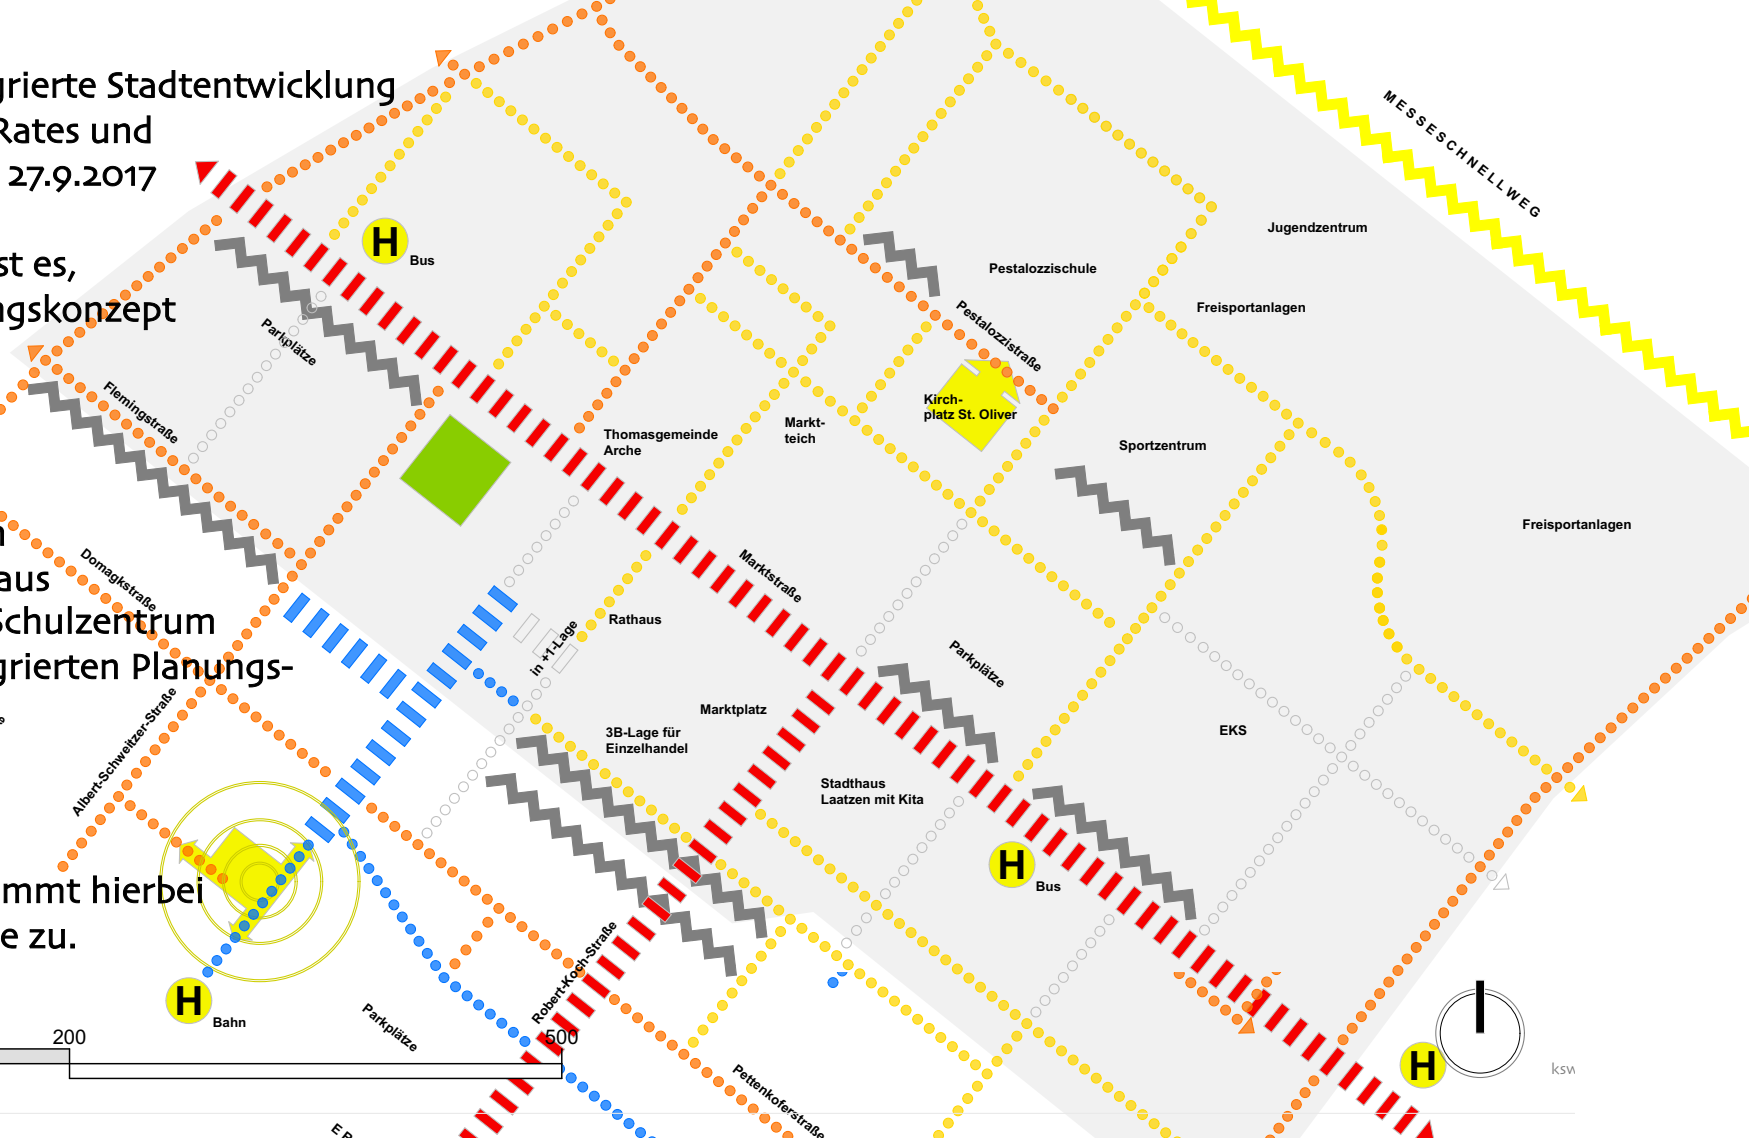 grierte Stadtentwicklung
Rates und
27.9.2017
st es,
ngskonzept
n
aus
Schulzentrum
grierten Planungs-
e
mmt hierbei
e zu.
MESSESCHNELLWEG
Jugendzentrum
H
Bus
Pestalozzischule
Freisportanlagen
Pestalozzistraße
Parkplätze
Flemingstraße
Kirch-
platz St. Oliver
Markt-
teich
Thomasgemeinde
Arche
Sportzentrum
Freisportanlagen
Domagkstraße
Marktstraße
Rathaus
in +1-Lage
Parkplätze
Albert-Schweitzer-Straße
Marktplatz
3B-Lage für
Einzelhandel
EKS
Stadthaus
Laatzen mit Kita
H
Bus
Robert-Koch-Straße
H
Bahn
Parkplätze
200
500
H
ksw
Pettenkoferstraße
E